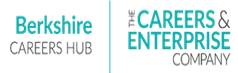 Berkshire
CAREERS HUB
THE CAREERS &
ENTERPRISE
COMPANY